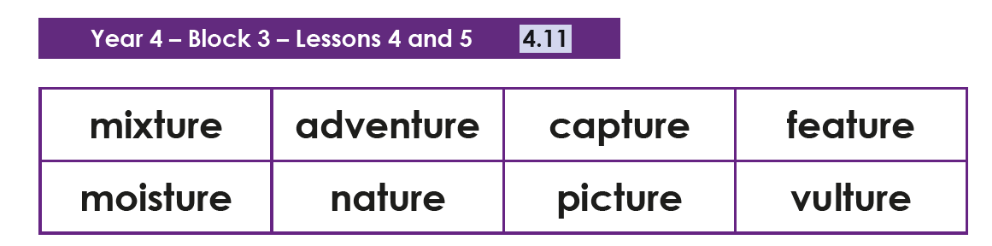 Year 4 – Block 3 – Lessons 4 and 5 4.11
mixture adventure capture feature
moisture nature picture vulture